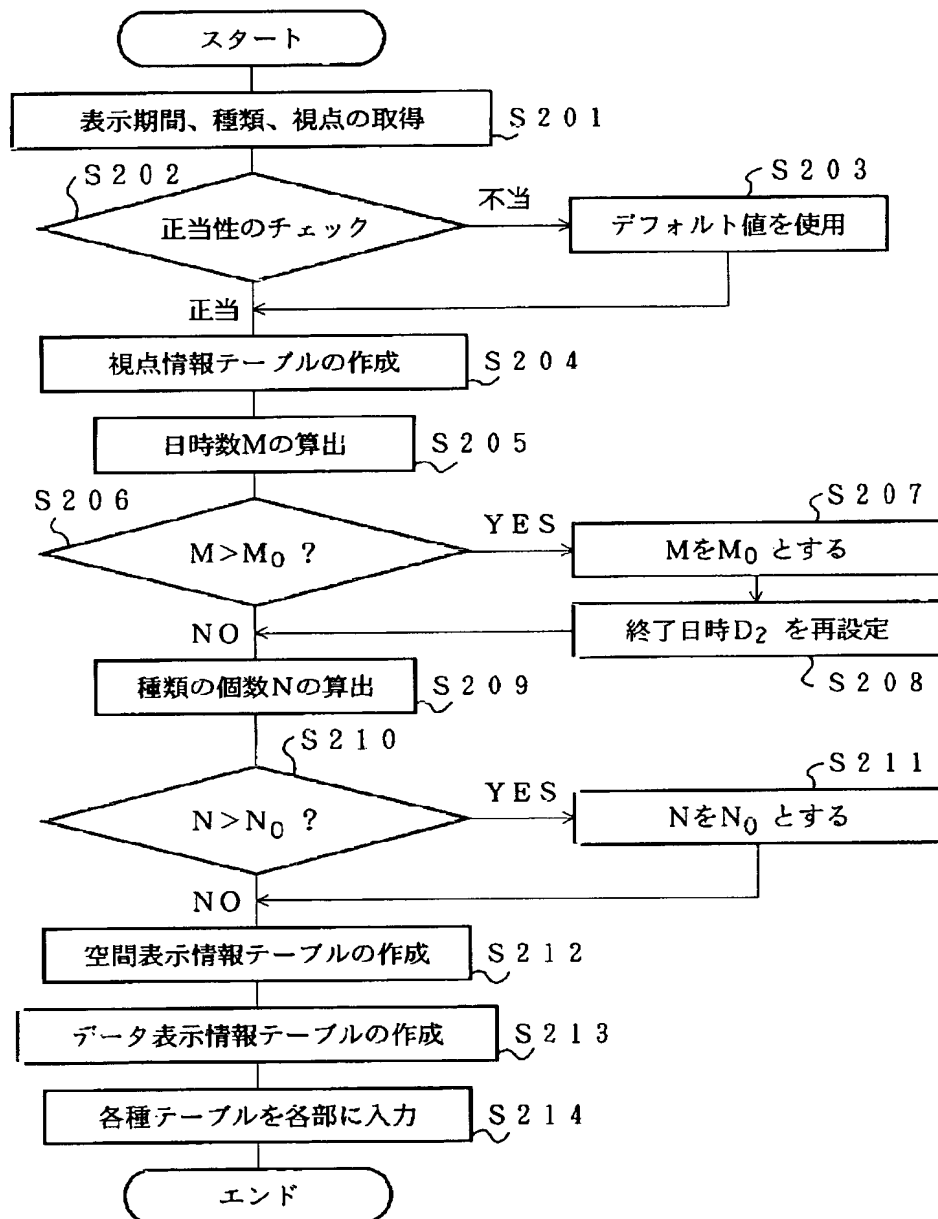 スタート
表示期間、種類、視点の取得
S201
S202
正当性のチェック
不当
S203
デフォルト値を使用
正当
視点情報テーブルの作成
S204
日時数Mの算出
S205
S206
M>M0 ?
YES
S207
MをM0 とする
NO
終了日時D2 を再設定
S208
種類の個数Nの算出
S209
S210
N>N0 ?
YES
S211
NをN0 とする
NO
空間表示情報テーブルの作成
S212
データ表示情報テーブルの作成
S213
各種テーブルを各部に入力
S214
エンド